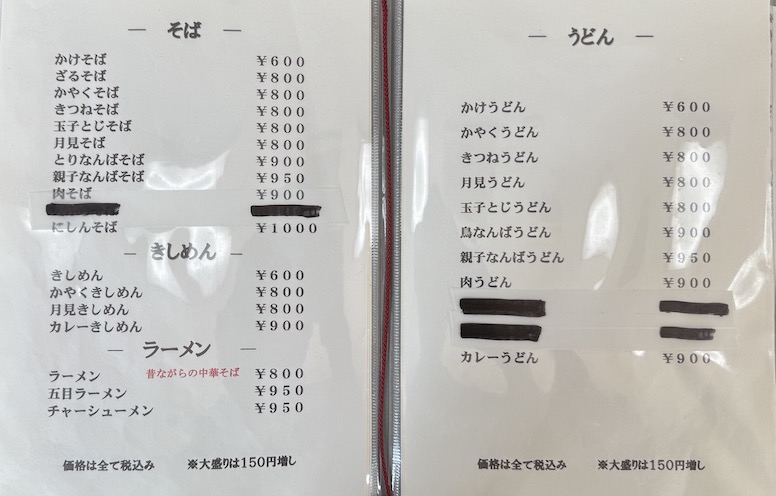 ― そば ―
かけそば ￥600
ざるそば ￥800
かやくそば ￥800
きつねそば ￥800
玉子とじそば ￥800
月見そば ￥800
とりなんばそば ￥900
親子なんばそば ￥950
肉そば ￥900
にしんそば ￥1000
― きしめん ―
きしめん ￥600
かやくきしめん ￥800
月見きしめん ￥800
カレーきしめん ￥900
― ラーメン ―
ラーメン 昔ながらの中華そば ￥800
五目ラーメン ￥950
チャーシューメン ￥950
価格は全て税込み ※大盛りは150円増し
― うどん ―
かけうどん ￥600
かやくうどん ￥800
きつねうどん ￥800
月見うどん ￥800
玉子とじうどん ￥800
鳥なんばうどん ￥900
親子なんばうどん ￥950
肉うどん ￥900
カレーうどん ￥900
価格は全て税込み ※大盛りは150円増し